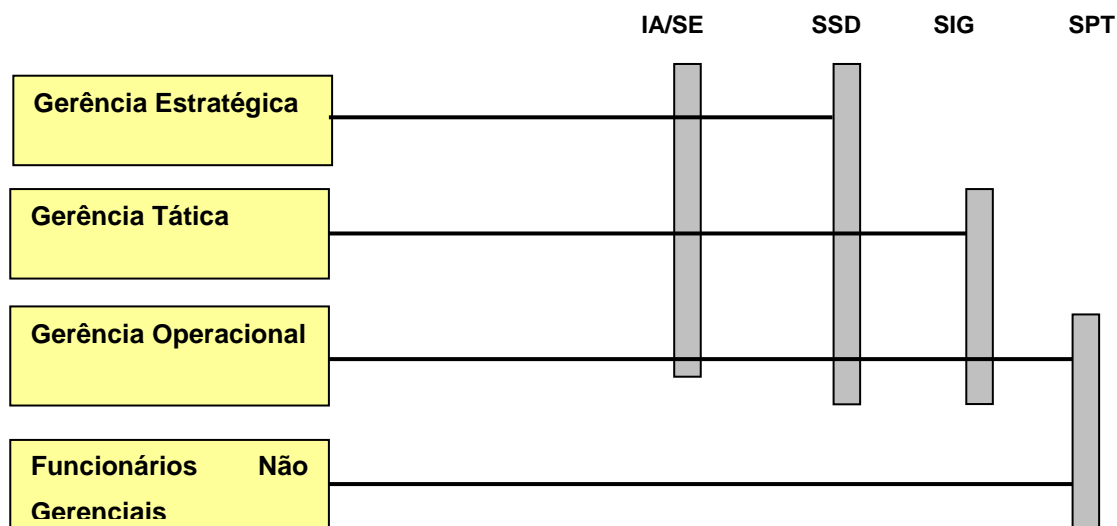 IA/SE SSD SIG SPT
Gerência Estratégica
Gerência Tática
Gerência Operacional
Funcionários Não
Gerenciais